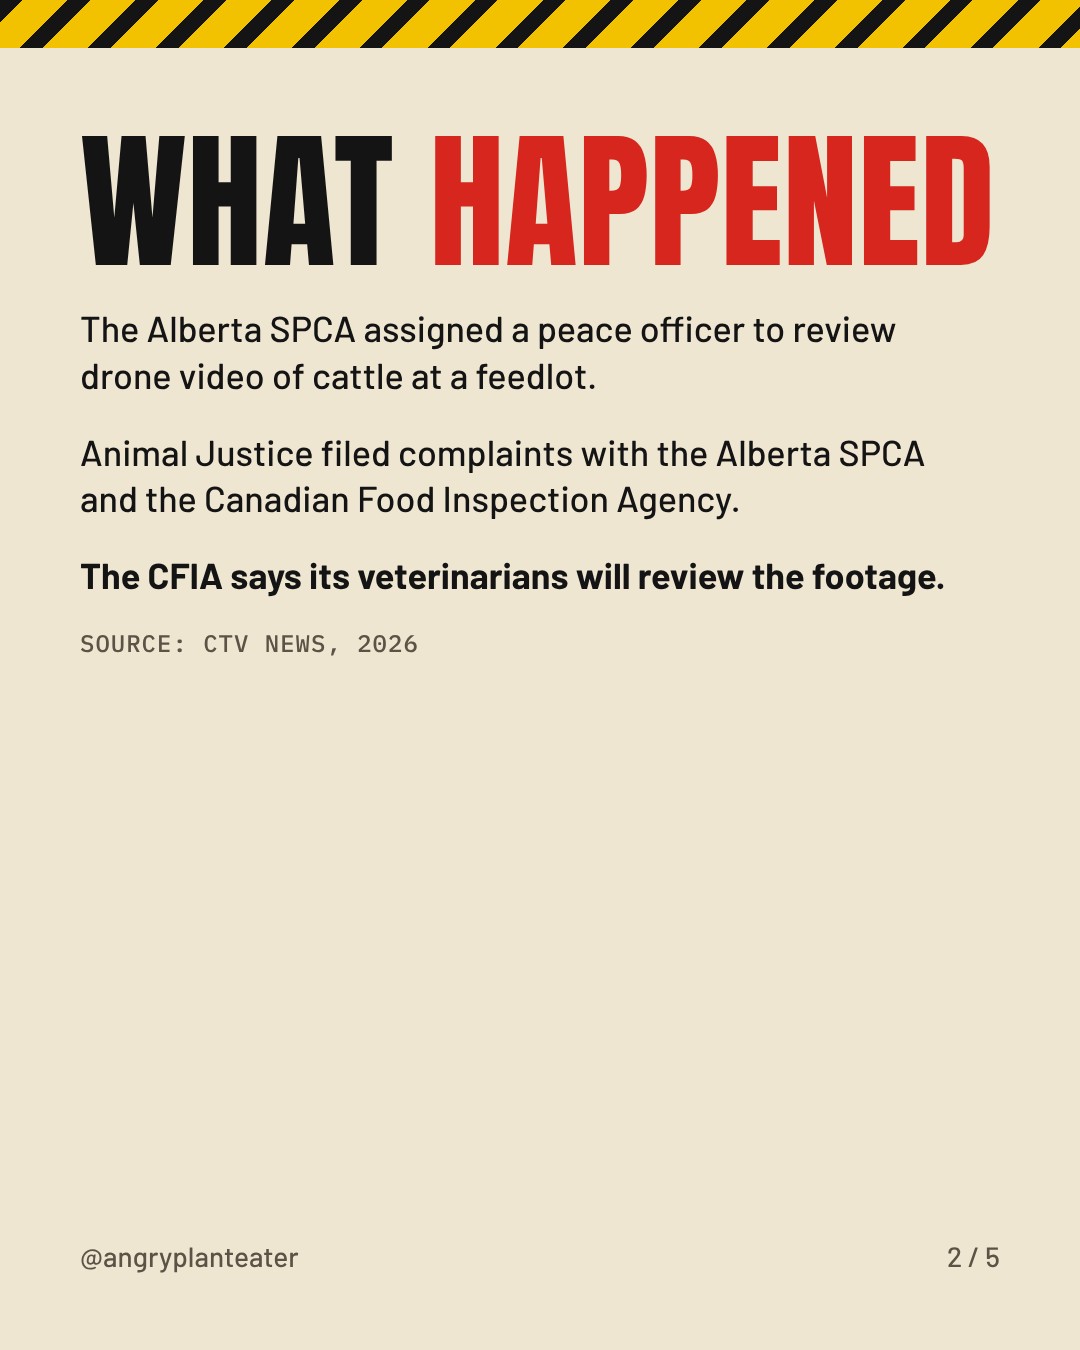 WHAT HAPPENED
The Alberta SPCA assigned a peace officer to review
drone video of cattle at a feedlot.
Animal Justice filed complaints with the Alberta SPCA
and the Canadian Food Inspection Agency.
The CFIA says its veterinarians will review the footage.
SOURCE: CTV NEWS, 2026
@angryplanteater
2 / 5